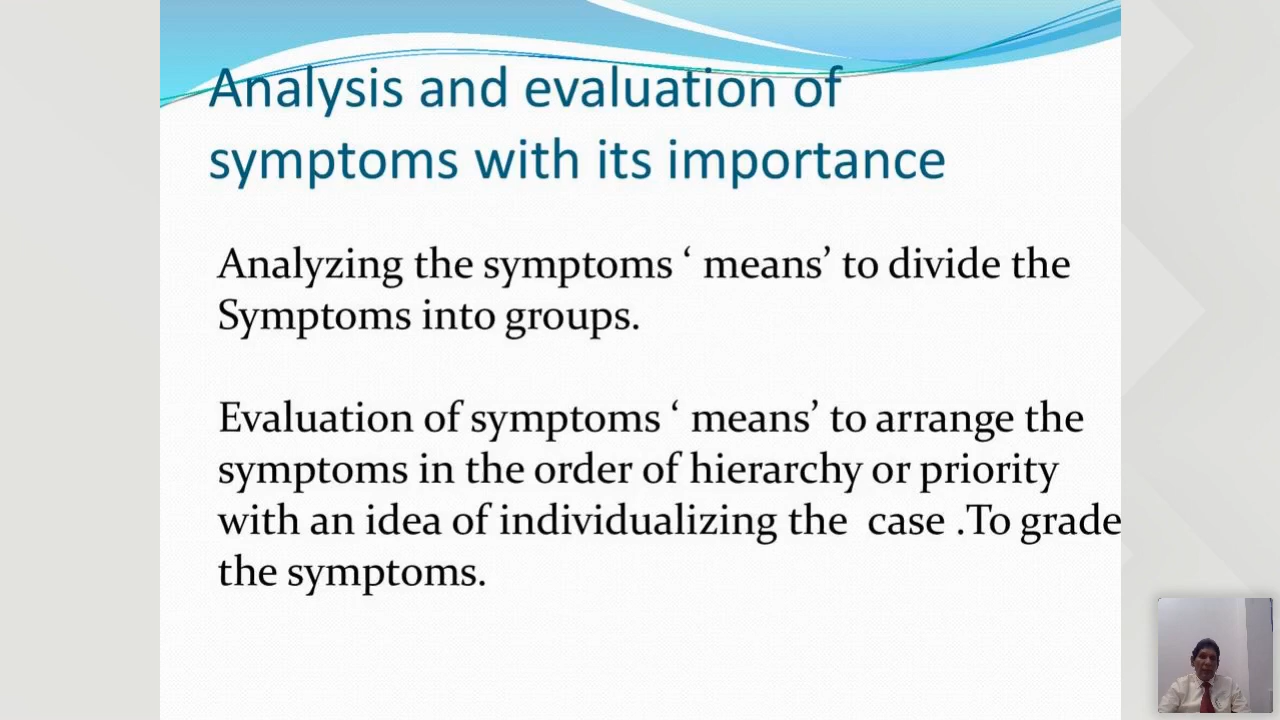 Analysis and evaluation of
symptoms with its importance
Analyzing the symptoms ‘ means’ to divide the
Symptoms into groups.
Evaluation of symptoms ‘ means’ to arrange the
symptoms in the order of hierarchy or priority
with an idea of individualizing the  case .To grade
the symptoms.